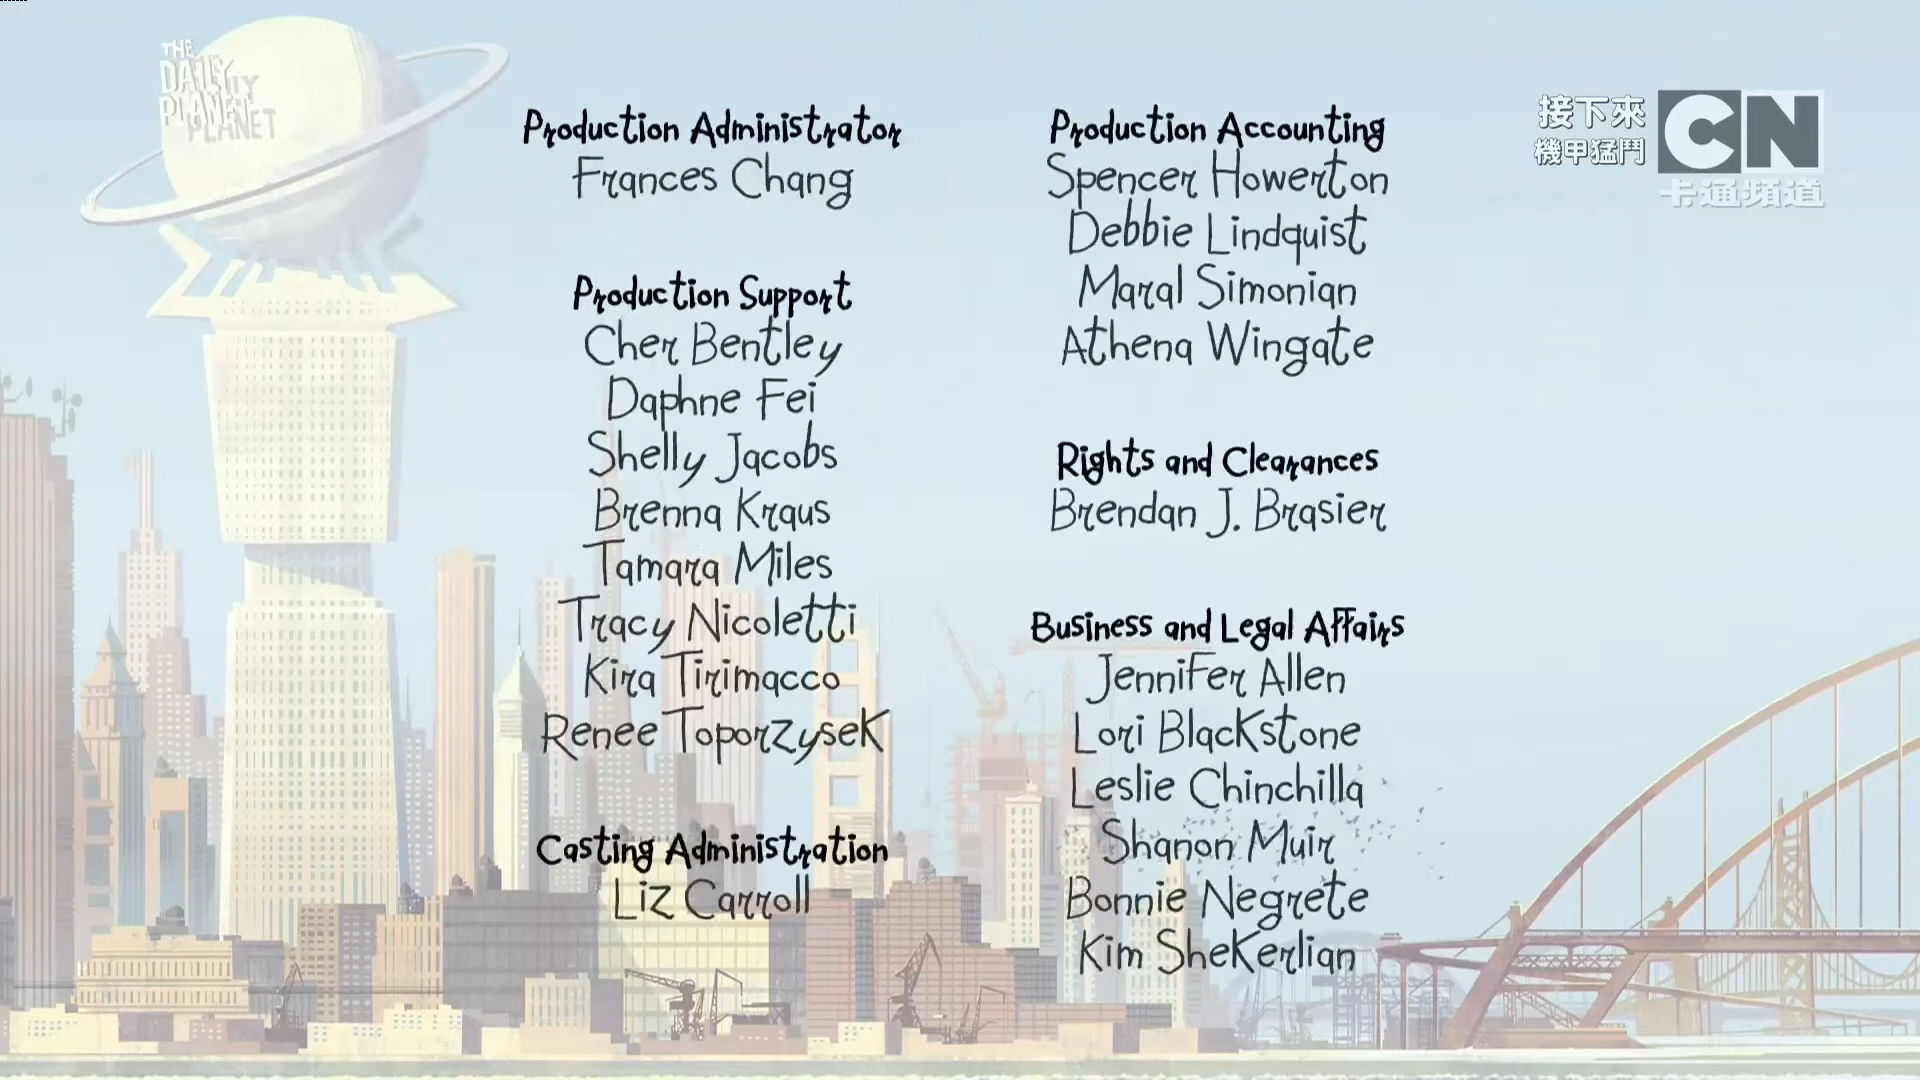 THE
DAILY
PLANET
Production Administrator
Frances Chang
Production Support
Cher Bentley
Daphne Fei
Shelly Jacobs
Brenna Kraus
Tamara Miles
Tracy Nicoletti
Kira Tirimacco
Renee Toporzysek
Casting Administration
Liz Carroll
Production Accounting
Spencer Howerton
Debbie Lindquist
Maral Simonian
Athena Wingate
Rights and Clearances
Brendan J. Brasier
Business and Legal Affairs
Jennifer Allen
Lori Blackstone
Leslie Chinchilla
Shanon Muir
Bonnie Negrete
Kim Shekerlian
接下來
機甲猛鬥
CN
卡通頻道